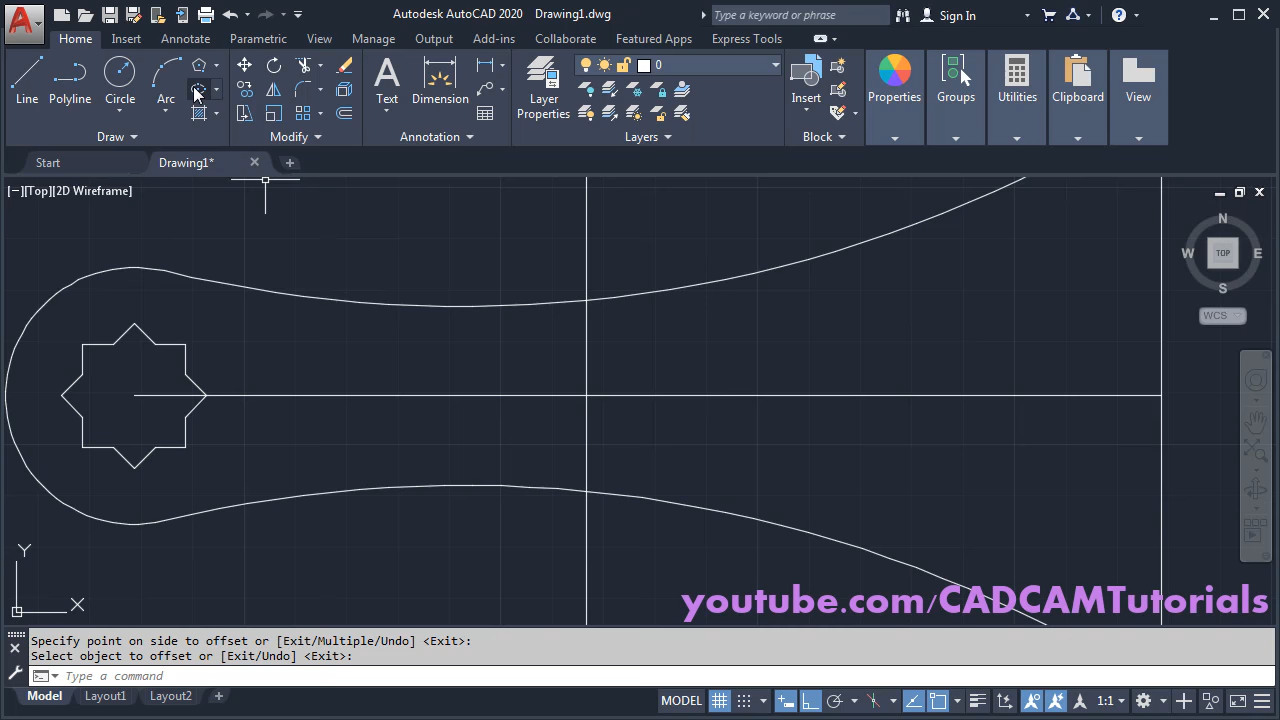 Autodesk AutoCAD 2020 Drawing1.dwg Type a keyword or phrase Sign In ?
Home Insert Annotate Parametric View Manage Output Add-ins Collaborate Featured Apps Express Tools
0
Line Polyline Circle Arc Text Dimension Layer Properties Insert Properties Groups Utilities Clipboard View
Draw Modify Annotation Layers Block
Start Drawing1*
[−][Top][2D Wireframe]
N
W TOP E
S
WCS
Y
X
youtube.com/CADCAMTutorials
Specify point on side to offset or [Exit/Multiple/Undo] <Exit>:
Select object to offset or [Exit/Undo] <Exit>:
Type a command
Model Layout1 Layout2 + MODEL 1:1